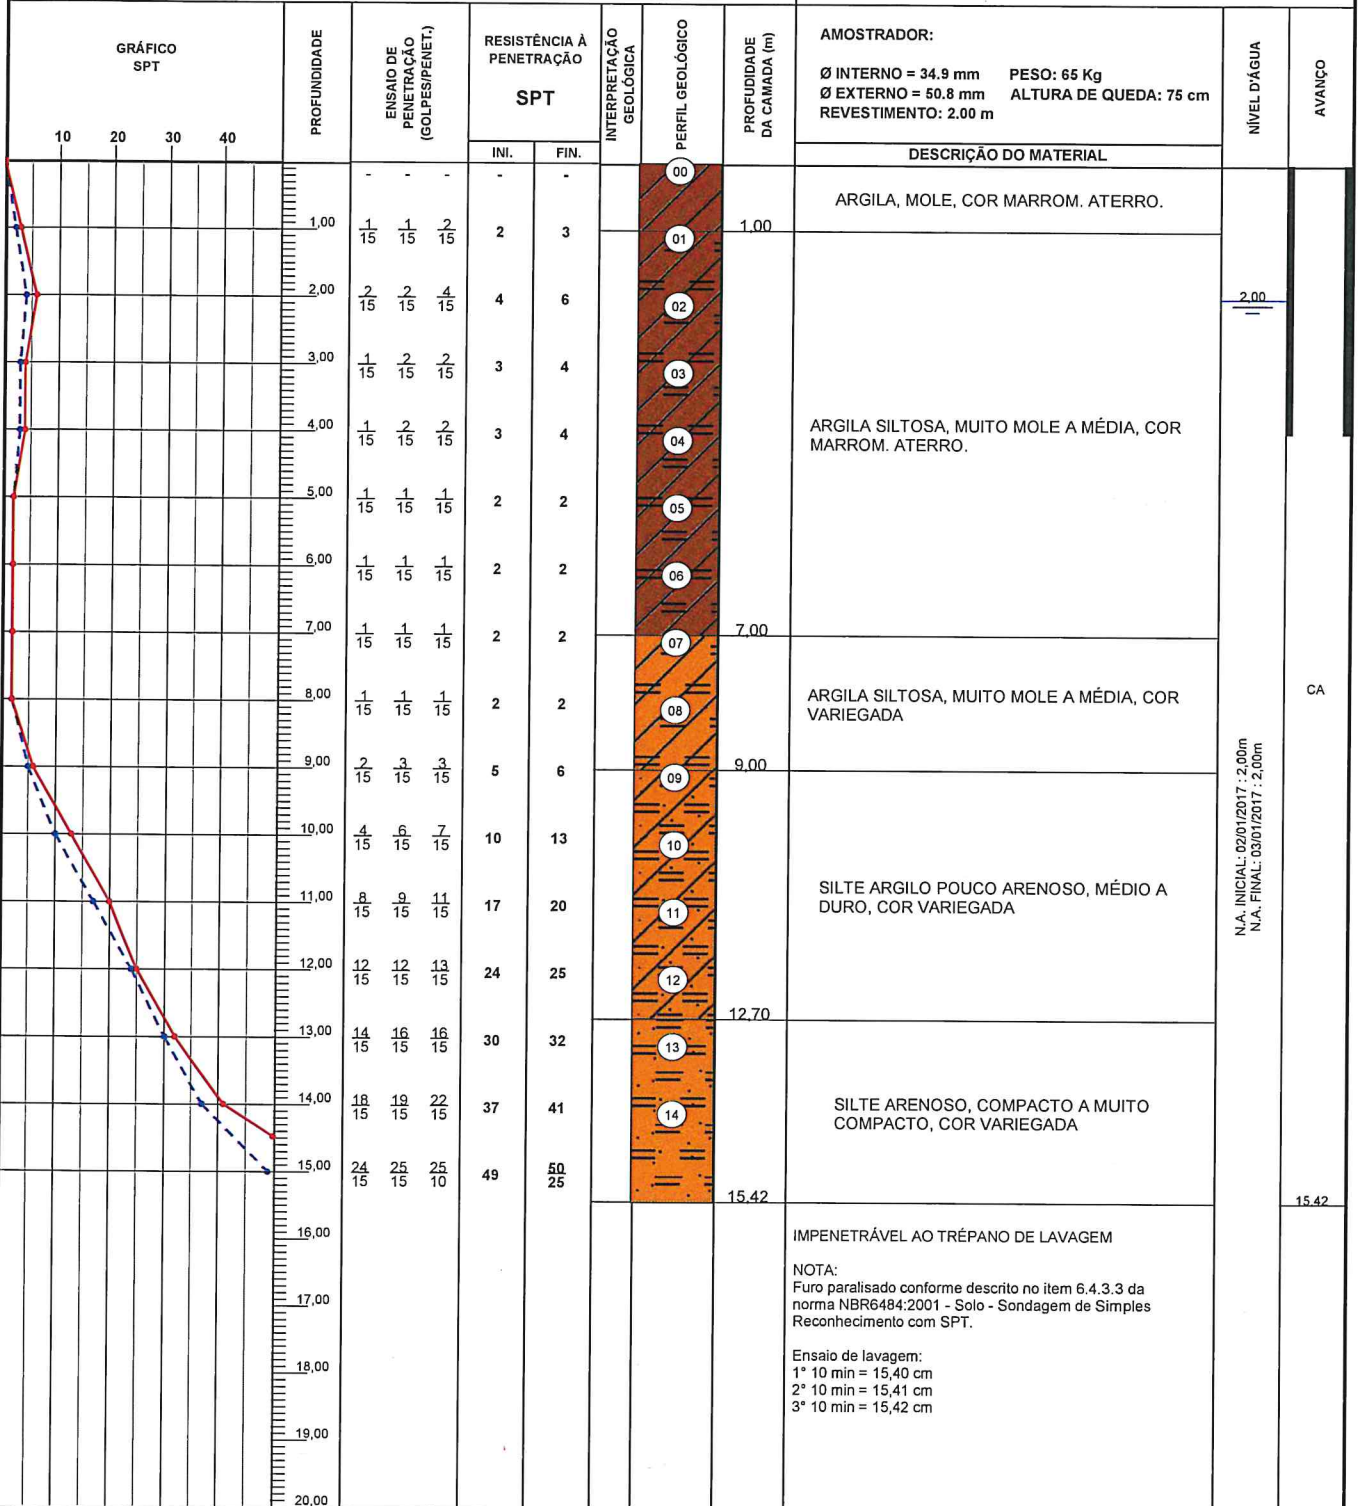 GRÁFICO
SPT
10 20 30 40
PROFUNDIDADE
ENSAIO DE
PENETRAÇÃO
(GOLPES/PENET.)
RESISTÊNCIA À
PENETRAÇÃO
SPT
INI. FIN.
INTERPRETAÇÃO
GEOLÓGICA
PERFIL GEOLÓGICO
PROFUDIDADE
DA CAMADA (m)
AMOSTRADOR:
Ø INTERNO = 34.9 mm PESO: 65 Kg
Ø EXTERNO = 50.8 mm ALTURA DE QUEDA: 75 cm
REVESTIMENTO: 2.00 m
DESCRIÇÃO DO MATERIAL
NÍVEL D'ÁGUA
AVANÇO
- - - - - 00
ARGILA, MOLE, COR MARROM. ATERRO.
1,00 1/15 1/15 2/15 2 3 01 1,00
2,00 2/15 2/15 4/15 4 6 02 2,00
3,00 1/15 2/15 2/15 3 4 03
4,00 1/15 2/15 2/15 3 4 04
ARGILA SILTOSA, MUITO MOLE A MÉDIA, COR
MARROM. ATERRO.
5,00 1/15 1/15 1/15 2 2 05
6,00 1/15 1/15 1/15 2 2 06
7,00 1/15 1/15 1/15 2 2 07 7,00
8,00 1/15 1/15 1/15 2 2 08
ARGILA SILTOSA, MUITO MOLE A MÉDIA, COR
VARIEGADA
CA
9,00 2/15 3/15 3/15 5 6 09 9,00
10,00 4/15 6/15 7/15 10 13 10
11,00 8/15 9/15 11/15 17 20 11
SILTE ARGILO POUCO ARENOSO, MÉDIO A
DURO, COR VARIEGADA
N.A. INICIAL: 02/01/2017 : 2,00m
N.A. FINAL: 03/01/2017 : 2,00m
12,00 12/15 12/15 13/15 24 25 12
12,70
13,00 14/15 16/15 16/15 30 32 13
14,00 18/15 19/15 22/15 37 41 14
SILTE ARENOSO, COMPACTO A MUITO
COMPACTO, COR VARIEGADA
15,00 24/15 25/15 25/10 49 50/25
15,42 15,42
16,00
IMPENETRÁVEL AO TRÉPANO DE LAVAGEM
NOTA:
Furo paralisado conforme descrito no item 6.4.3.3 da
norma NBR6484:2001 - Solo - Sondagem de Simples
Reconhecimento com SPT.
17,00
Ensaio de lavagem:
1° 10 min = 15,40 cm
2° 10 min = 15,41 cm
3° 10 min = 15,42 cm
18,00
19,00
20,00